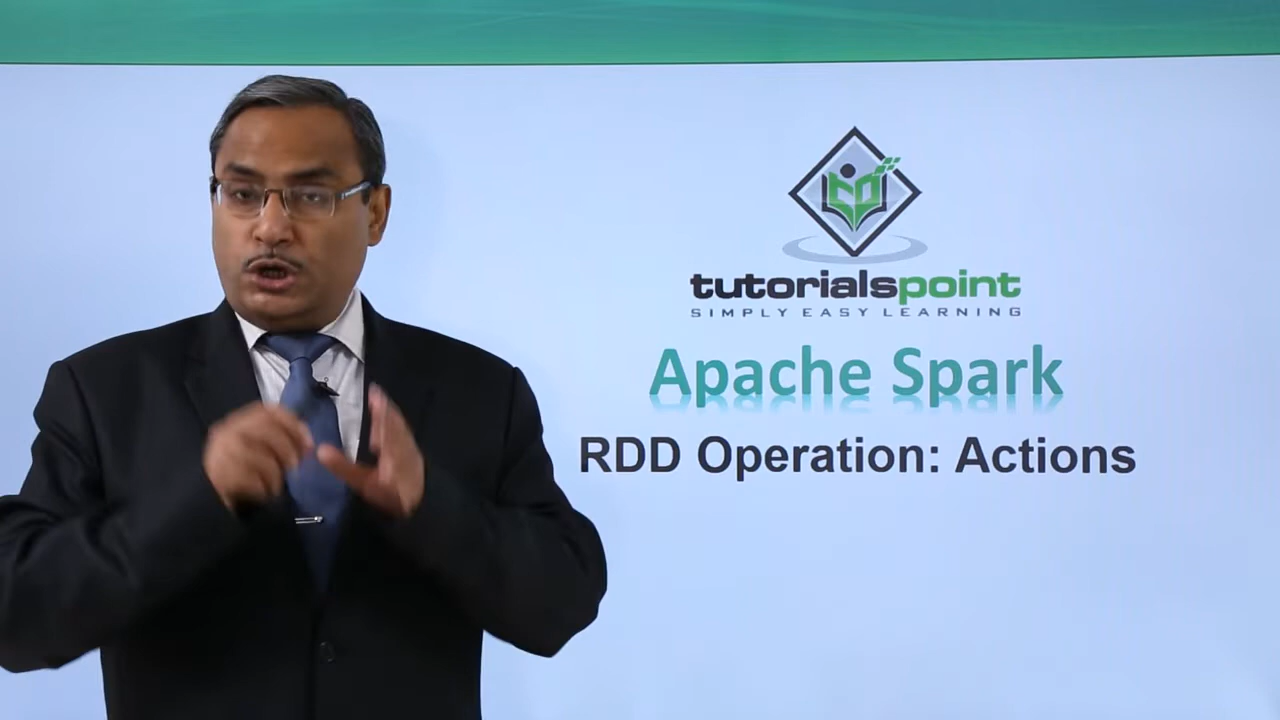 tutorialspoint
SIMPLY EASY LEARNING
Apache Spark
RDD Operation: Actions